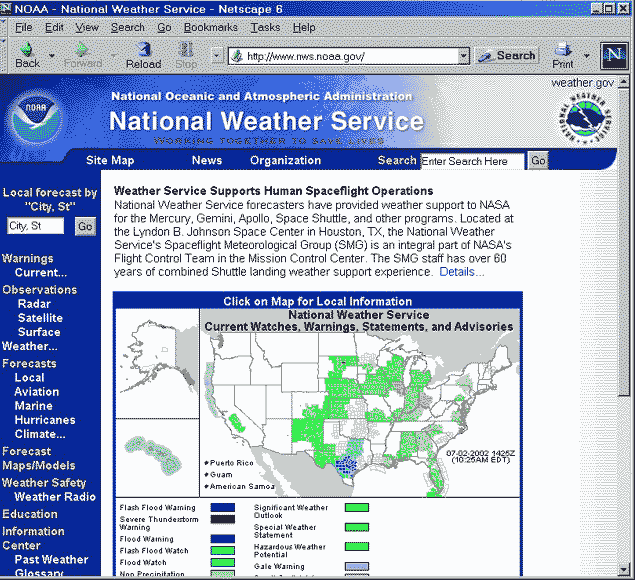 NOAA - National Weather Service - Netscape 6
File Edit View Search Go Bookmarks Tasks Help
Back Forward Reload Stop http://www.nws.noaa.gov/ Search Print N
weather.gov
NOAA
National Oceanic and Atmospheric Administration
National Weather Service
WORKING TOGETHER TO SAVE LIVES
NATIONAL WEATHER SERVICE
Site Map News Organization Search Enter Search Here Go
Local forecast by
"City, St"
City, St Go
Warnings
Current...
Observations
Radar
Satellite
Surface
Weather...
Forecasts
Local
Aviation
Marine
Hurricanes
Climate...
Forecast
Maps/Models
Weather Safety
Weather Radio
Education
Information
Center
Past Weather
Glossary
Weather Service Supports Human Spaceflight Operations
National Weather Service forecasters have provided weather support to NASA
for the Mercury, Gemini, Apollo, Space Shuttle, and other programs. Located at
the Lyndon B. Johnson Space Center in Houston, TX, the National Weather
Service's Spaceflight Meteorological Group (SMG) is an integral part of NASA's
Flight Control Team in the Mission Control Center. The SMG staff has over 60
years of combined Shuttle landing weather support experience. Details...
Click on Map for Local Information
National Weather Service
Current Watches, Warnings, Statements, and Advisories
07-02-2002 1425Z
(10:25AM EDT)
Puerto Rico
Guam
American Samoa
Flash Flood Warning
Severe Thunderstorm
Warning
Flood Warning
Flash Flood Watch
Flood Watch
Non Precipitation
Significant Weather
Outlook
Special Weather
Statement
Hazardous Weather
Potential
Gale Warning